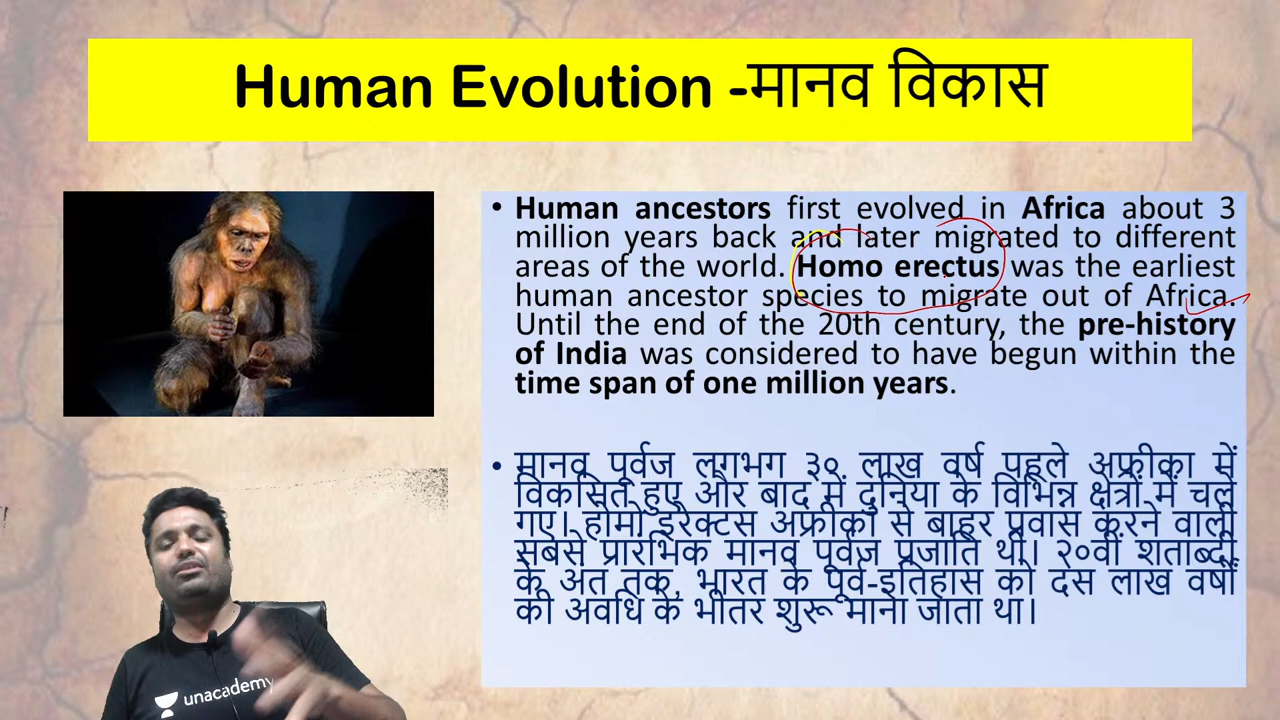 Human Evolution -मानव विकास
• Human ancestors first evolved in Africa about 3
million years back and later migrated to different
areas of the world. Homo erectus was the earliest
human ancestor species to migrate out of Africa.
Until the end of the 20th century, the pre-history
of India was considered to have begun within the
time span of one million years.
• मानव पूर्वज लगभग ३० लाख वर्ष पहले अफ्रीका में
विकसित हुए और बाद में दुनिया के विभिन्न क्षेत्रों में चले
गए। होमो इरेक्टस अफ्रीका से बाहर प्रवास करने वाली
सबसे प्रारंभिक मानव पूर्वज प्रजाति थी। २०वीं शताब्दी
के अंत तक, भारत के पूर्व-इतिहास को दस लाख वर्षों
की अवधि के भीतर शुरू माना जाता था।
unacademy